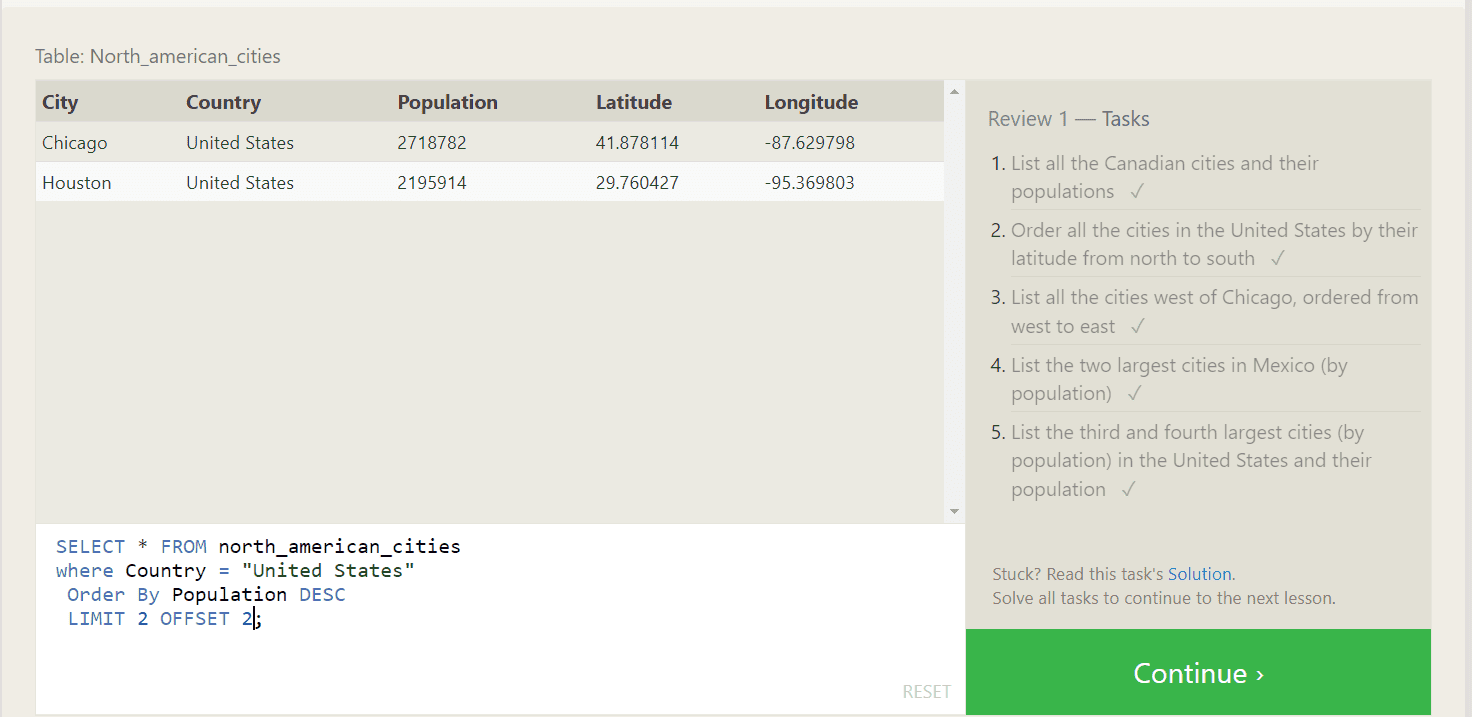 Table: North_american_cities
City Country Population Latitude Longitude
Chicago United States 2718782 41.878114 -87.629798
Houston United States 2195914 29.760427 -95.369803
SELECT * FROM north_american_cities
where Country = "United States"
Order By Population DESC
LIMIT 2 OFFSET 2;
RESET
Review 1 — Tasks
1. List all the Canadian cities and their
populations ✓
2. Order all the cities in the United States by their
latitude from north to south ✓
3. List all the cities west of Chicago, ordered from
west to east ✓
4. List the two largest cities in Mexico (by
population) ✓
5. List the third and fourth largest cities (by
population) in the United States and their
population ✓
Stuck? Read this task's Solution.
Solve all tasks to continue to the next lesson.
Continue ›